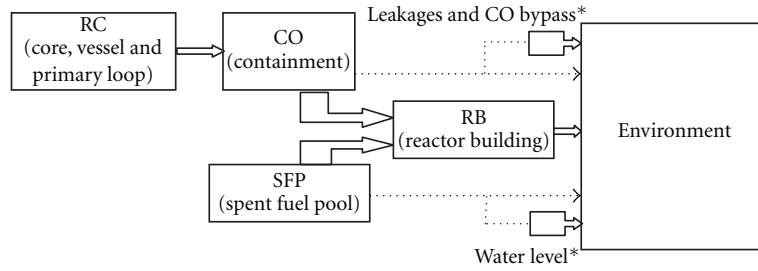 Leakages and CO bypass*
RC
(core, vessel and
primary loop)
CO
(containment)
RB
(reactor building)
Environment
SFP
(spent fuel pool)
Water level*